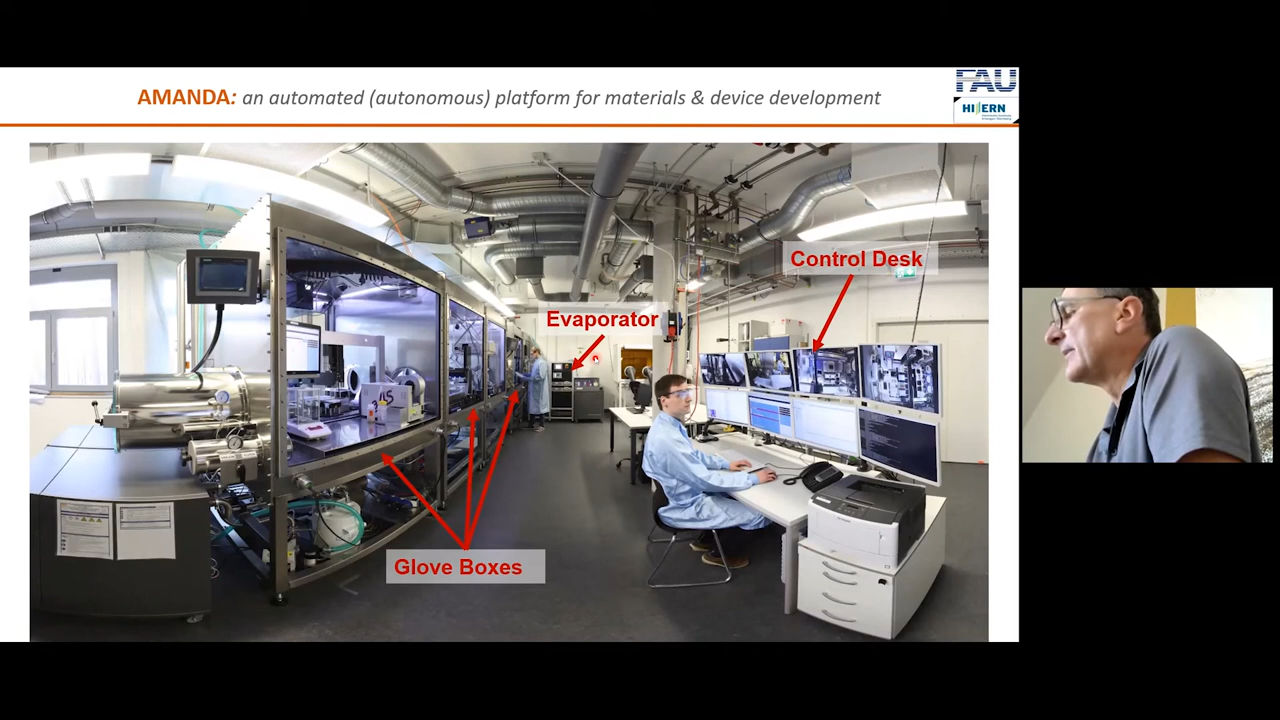 AMANDA: an automated (autonomous) platform for materials & device development
FAU
HI ERN
Control Desk
Evaporator
Glove Boxes